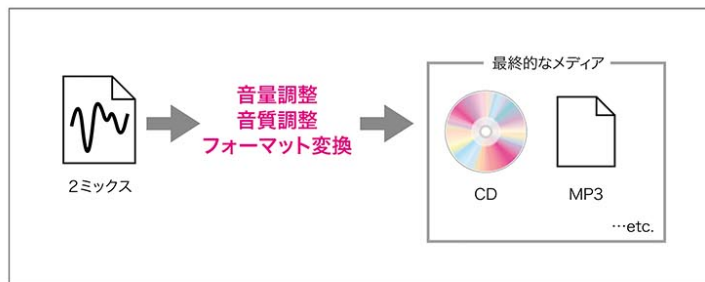 2ミックス
音量調整
音質調整
フォーマット変換
最終的なメディア
CD
MP3
…etc.